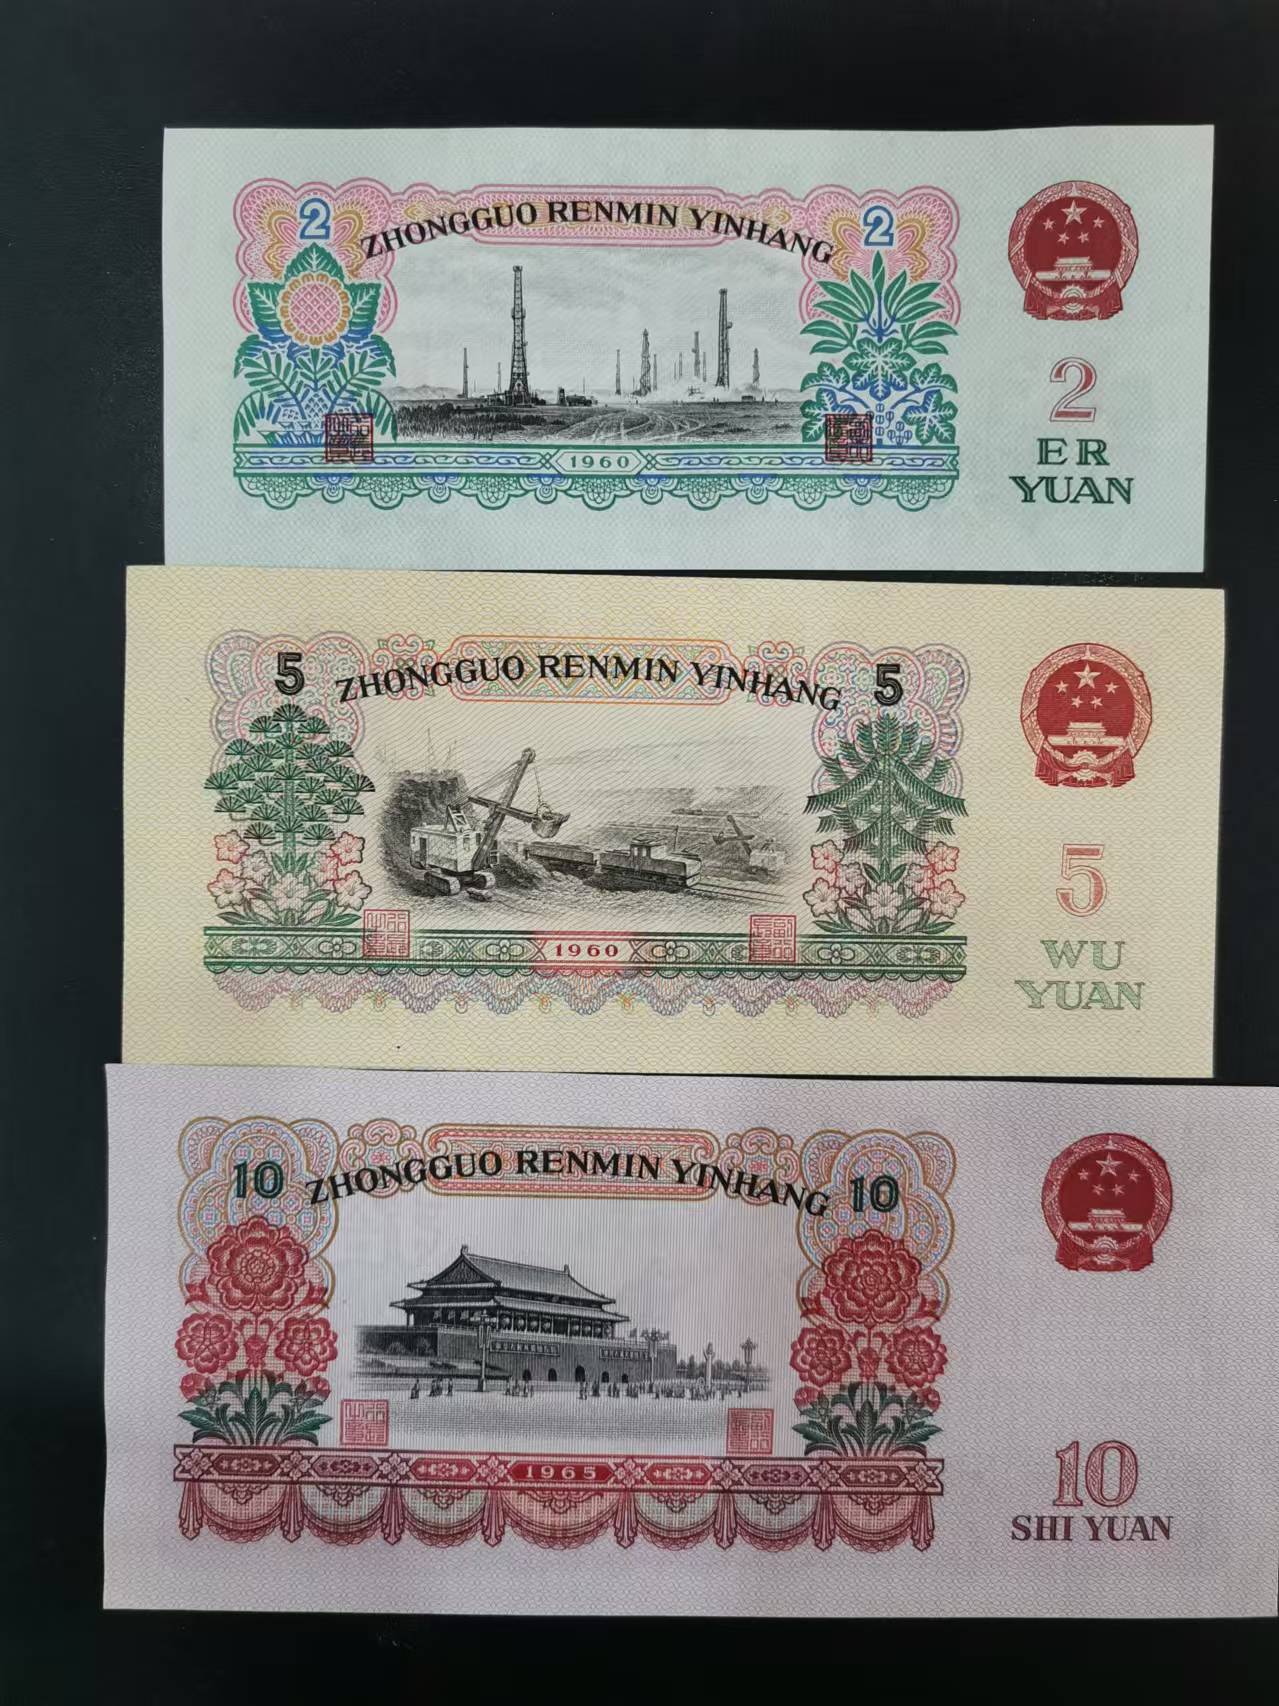 2 ZHONGGUO RENMIN YINHANG 2
1960
2
ER
YUAN
5 ZHONGGUO RENMIN YINHANG 5
1960
5
WU
YUAN
10 ZHONGGUO RENMIN YINHANG 10
1965
10
SHI YUAN